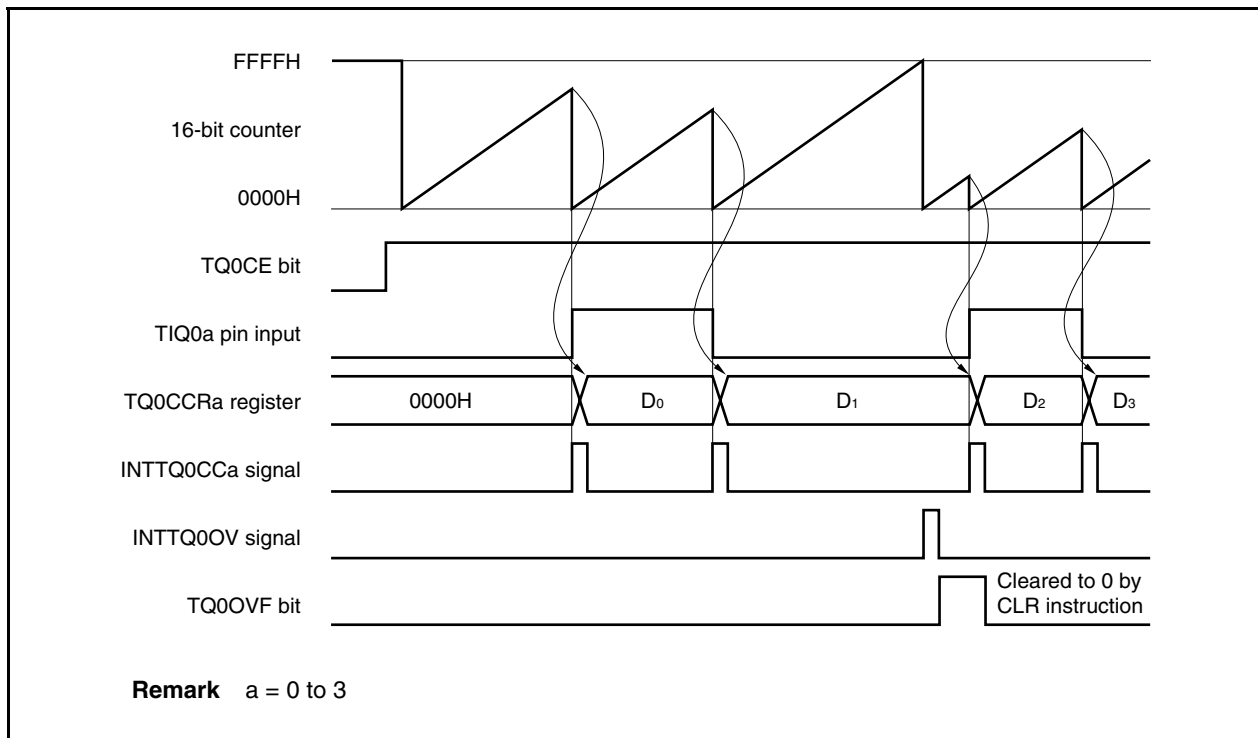 FFFFH
16-bit counter
0000H
TQ0CE bit
TIQ0a pin input
TQ0CCRa register
0000H
D0
D1
D2
D3
INTTQ0CCa signal
INTTQ0OV signal
TQ0OVF bit
Cleared to 0 by
CLR instruction
Remark a = 0 to 3